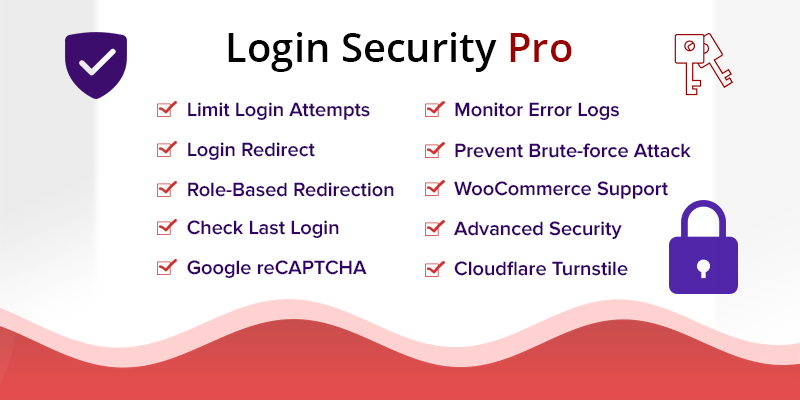 Login Security Pro
Limit Login Attempts
Login Redirect
Role-Based Redirection
Check Last Login
Google reCAPTCHA
Monitor Error Logs
Prevent Brute-force Attack
WooCommerce Support
Advanced Security
Cloudflare Turnstile